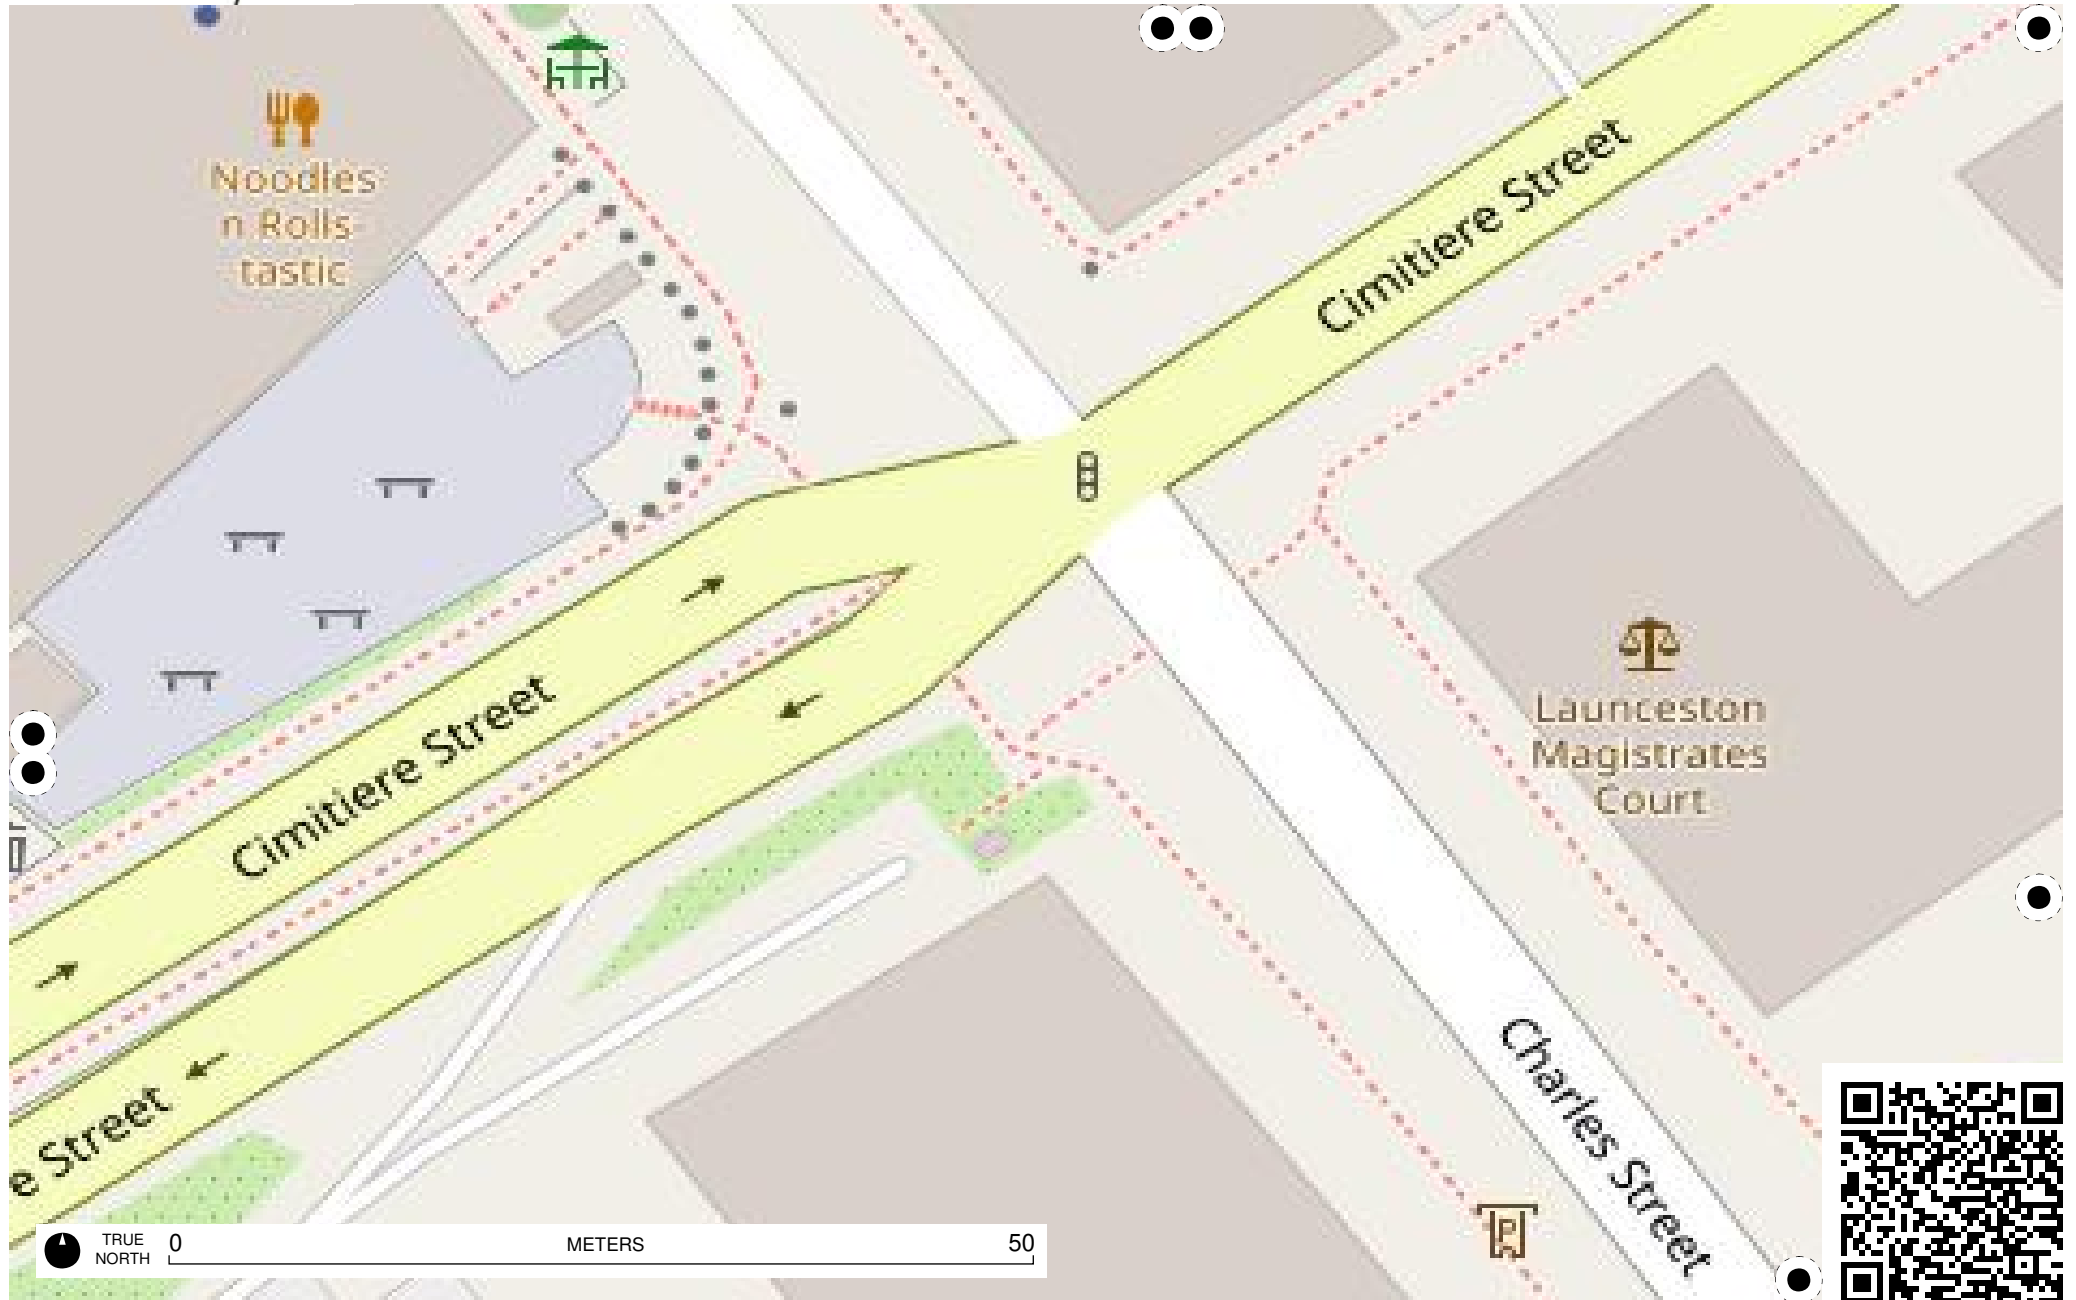 Noodles
n Rolls
tastic
Cimitiere Street
Cimitiere Street
Launceston
Magistrates
Court
e Street
Charles Street
P
TRUE
NORTH
0 METERS 50